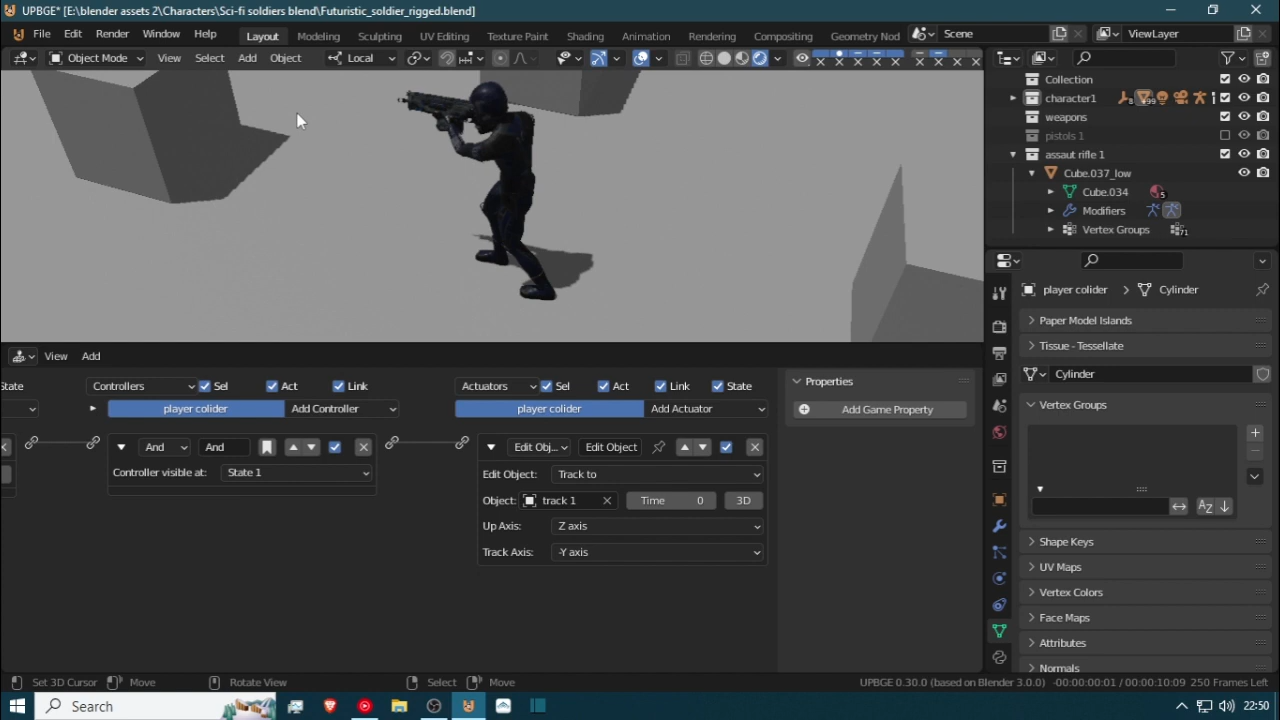 UPBGE* [E:\blender assets 2\Characters\Sci-fi soldiers blend\Futuristic_soldier_rigged.blend]
File Edit Render Window Help Layout Modeling Sculpting UV Editing Texture Paint Shading Animation Rendering Compositing Geometry Nod Scene ViewLayer
Object Mode View Select Add Object Local
Collection
character1 8 99
weapons
pistols 1
assaut rifle 1
Cube.037_low
Cube.034 5
Modifiers
Vertex Groups 71
player colider Cylinder
Paper Model Islands
Tissue - Tessellate
Cylinder
Vertex Groups
Shape Keys
UV Maps
Vertex Colors
Face Maps
Attributes
Normals
View Add
State Controllers Sel Act Link Actuators Sel Act Link State
player colider Add Controller player colider Add Actuator
And And Edit Obj... Edit Object
Controller visible at: State 1 Edit Object: Track to
Object: track 1 Time 0 3D
Up Axis: Z axis
Track Axis: -Y axis
Properties
Add Game Property
Set 3D Cursor Move Rotate View Select Move UPBGE 0.30.0 (based on Blender 3.0.0) -00:00:00:01 / 00:00:10:09 250 Frames Left
Search 22:50